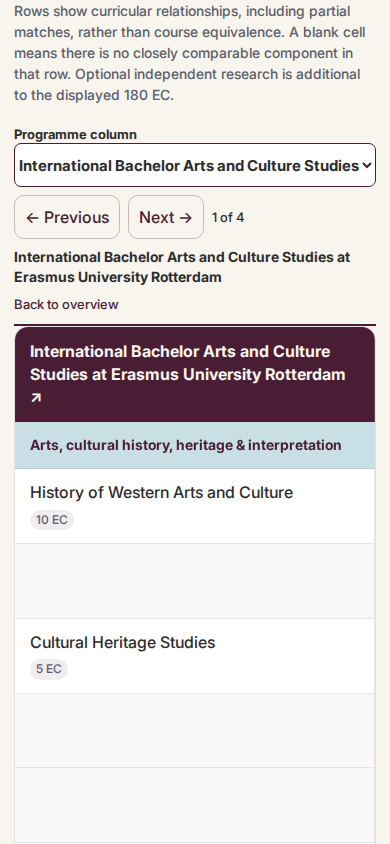 Rows show curricular relationships, including partial
matches, rather than course equivalence. A blank cell
means there is no closely comparable component in
that row. Optional independent research is additional
to the displayed 180 EC.
Programme column
International Bachelor Arts and Culture Studies
← Previous
Next →
1 of 4
International Bachelor Arts and Culture Studies at
Erasmus University Rotterdam
Back to overview
International Bachelor Arts and Culture
Studies at Erasmus University Rotterdam
↗
Arts, cultural history, heritage & interpretation
History of Western Arts and Culture
10 EC
Cultural Heritage Studies
5 EC